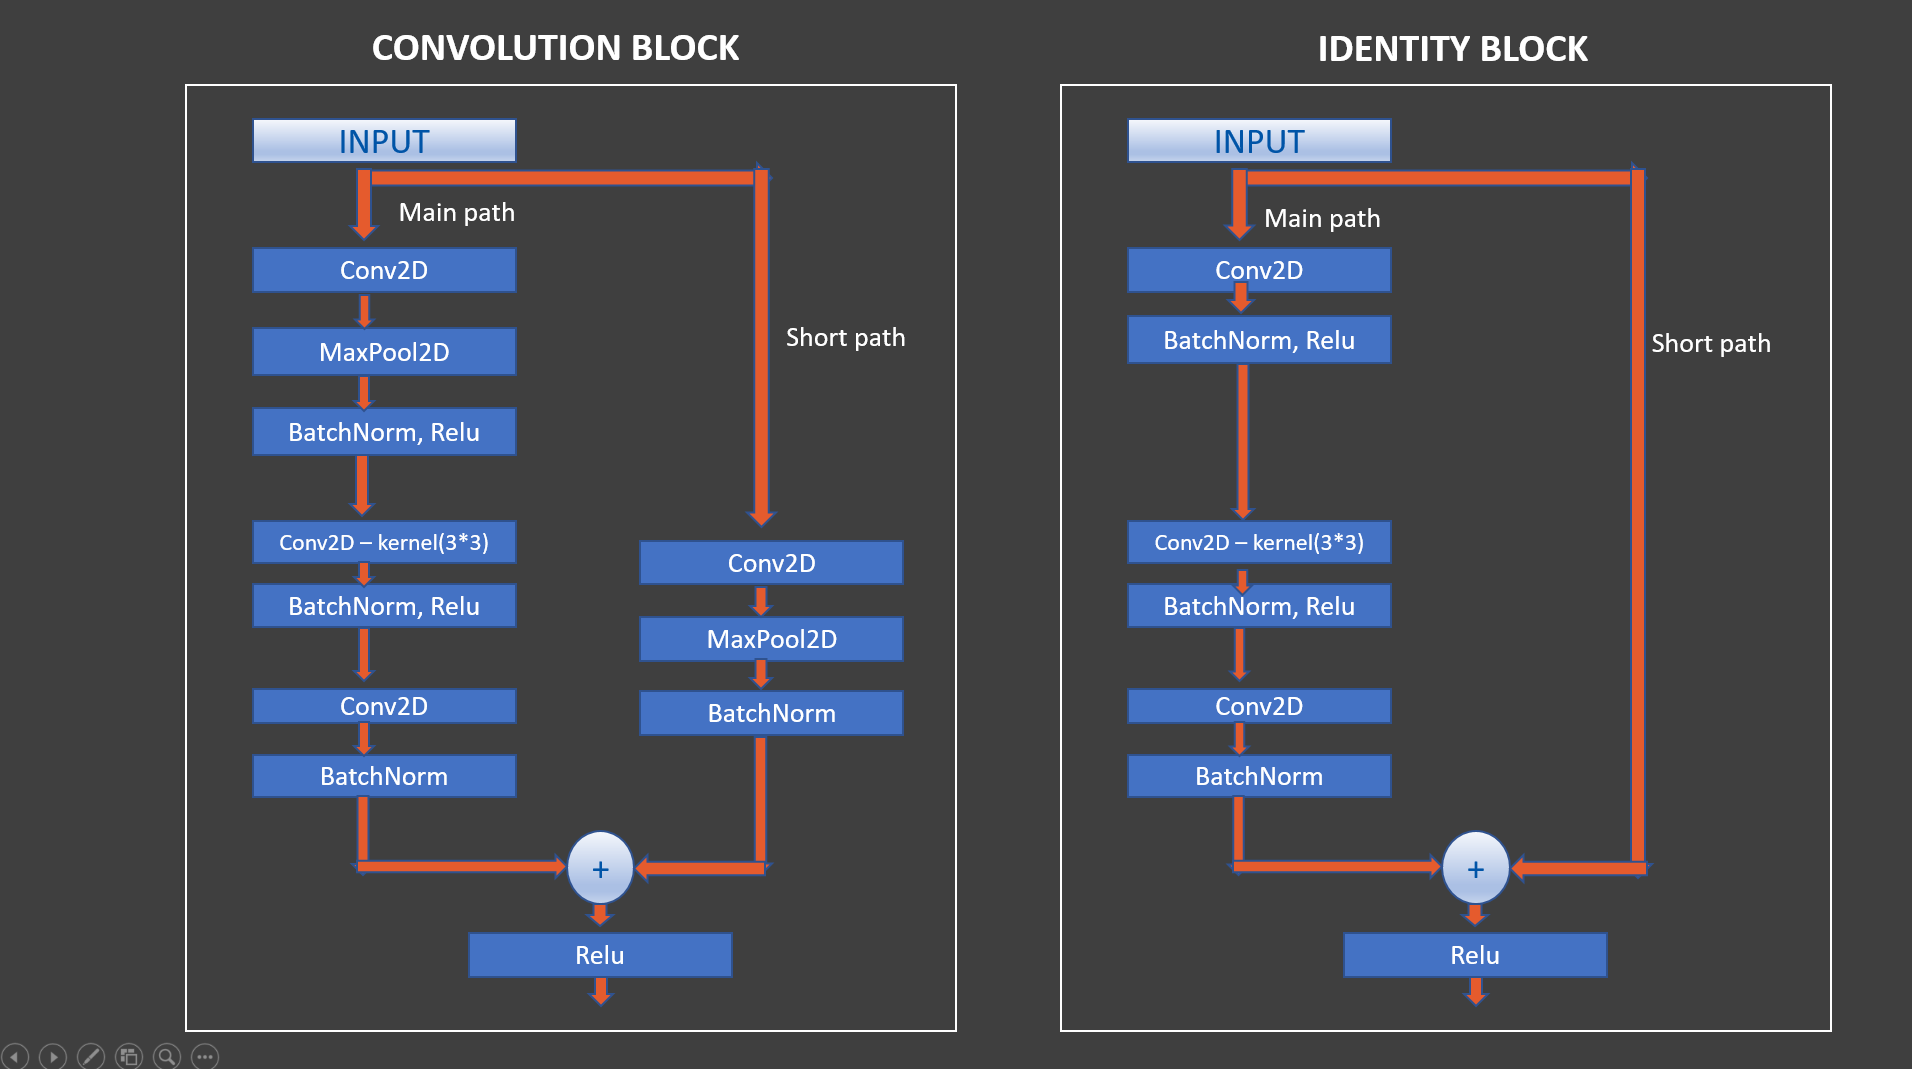 CONVOLUTION BLOCK
INPUT
Main path
Conv2D
MaxPool2D
BatchNorm, Relu
Conv2D – kernel(3*3)
BatchNorm, Relu
Conv2D
BatchNorm
Short path
Conv2D
MaxPool2D
BatchNorm
+
Relu
IDENTITY BLOCK
INPUT
Main path
Conv2D
BatchNorm, Relu
Conv2D – kernel(3*3)
BatchNorm, Relu
Conv2D
BatchNorm
Short path
+
Relu